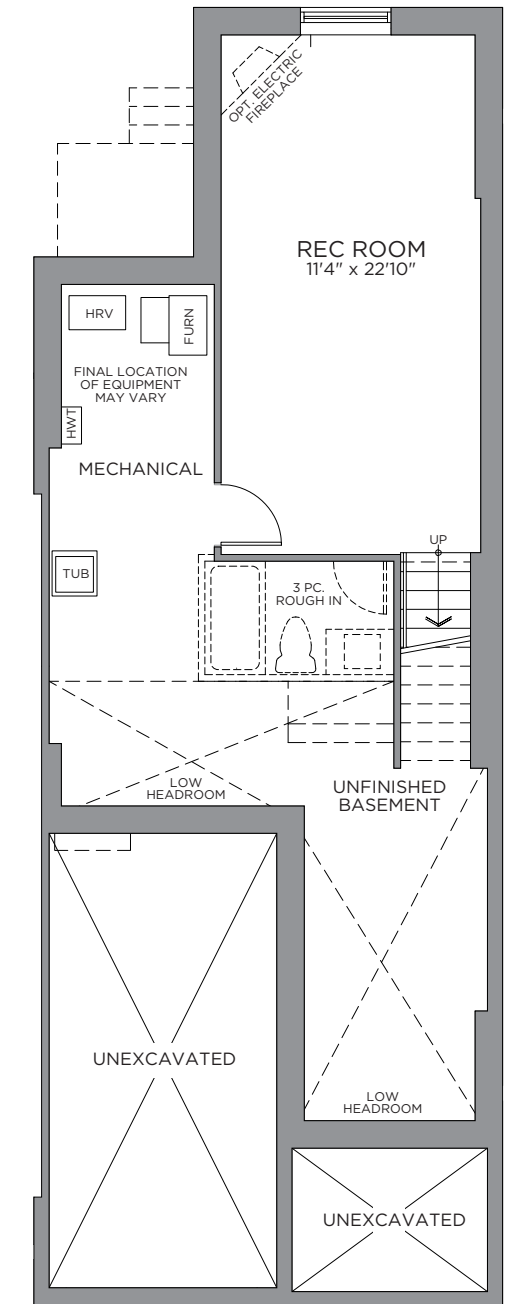 OPT. ELECTRIC
FIREPLACE
REC ROOM
11'4" x 22'10"
HRV
FURN
FINAL LOCATION
OF EQUIPMENT
MAY VARY
HWT
MECHANICAL
UP
TUB
3 PC.
ROUGH IN
LOW
HEADROOM
UNFINISHED
BASEMENT
UNEXCAVATED
LOW
HEADROOM
UNEXCAVATED